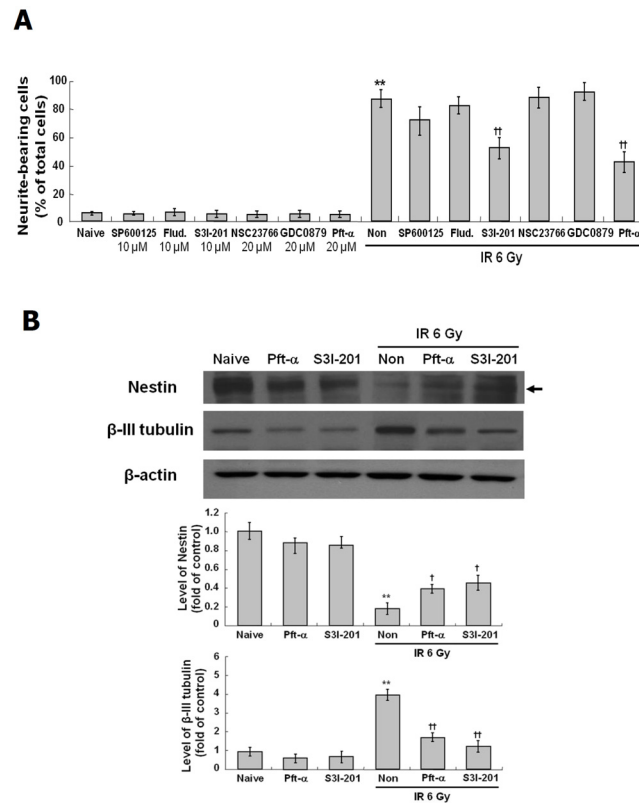 A
Neurite-bearing cells
(% of total cells)
100
80
60
40
20
0
** †† ††
Naive SP600125 Flud. S3I-201 NSC23766 GDC0879 Pft-α Non SP600125 Flud. S3I-201 NSC23766 GDC0879 Pft-α
10 μM 10 μM 10 μM 20 μM 20 μM 20 μM
IR 6 Gy
B
IR 6 Gy
Naive Pft-α S3I-201 Non Pft-α S3I-201
Nestin
β-III tubulin
β-actin
Level of Nestin
(fold of control)
1.2
1.0
0.8
0.6
0.4
0.2
0
** † †
Naive Pft-α S3I-201 Non Pft-α S3I-201
IR 6 Gy
Level of β-III tubulin
(fold of control)
6
5
4
3
2
1
0
** †† ††
Naive Pft-α S3I-201 Non Pft-α S3I-201
IR 6 Gy